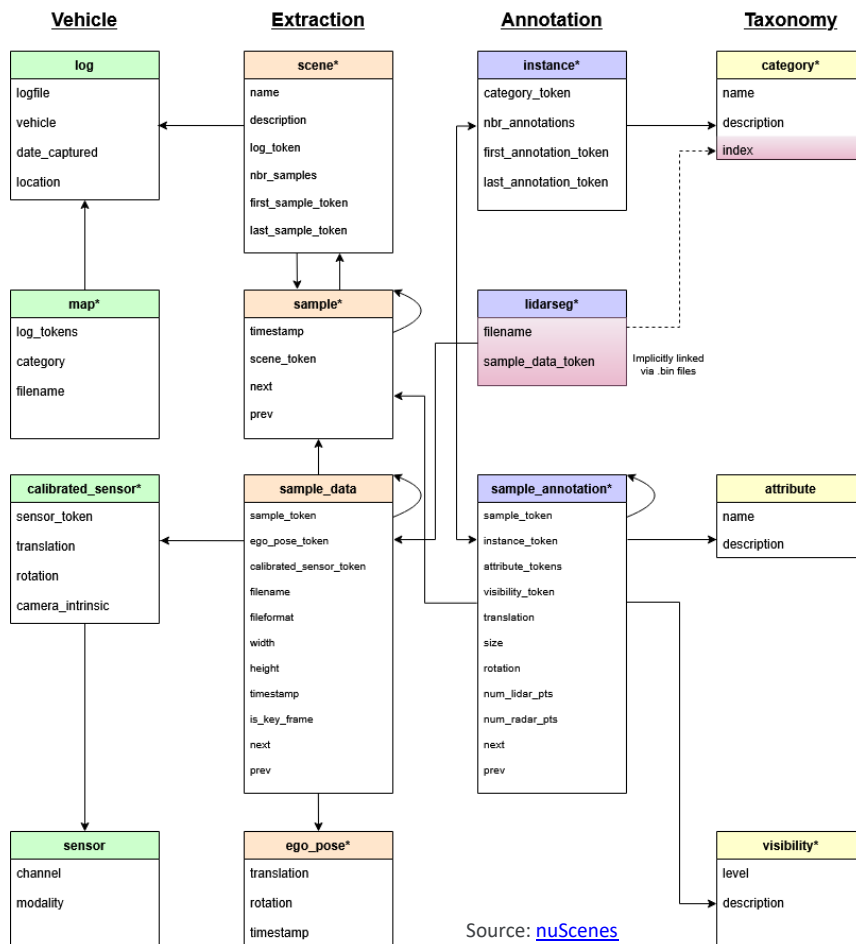 Vehicle
Extraction
Annotation
Taxonomy
log
logfile
vehicle
date_captured
location
scene*
name
description
log_token
nbr_samples
first_sample_token
last_sample_token
instance*
category_token
nbr_annotations
first_annotation_token
last_annotation_token
category*
name
description
index
map*
log_tokens
category
filename
sample*
timestamp
scene_token
next
prev
lidarseg*
filename
sample_data_token
Implicitly linked
via .bin files
calibrated_sensor*
sensor_token
translation
rotation
camera_intrinsic
sample_data
sample_token
ego_pose_token
calibrated_sensor_token
filename
fileformat
width
height
timestamp
is_key_frame
next
prev
sample_annotation*
sample_token
instance_token
attribute_tokens
visibility_token
translation
size
rotation
num_lidar_pts
num_radar_pts
next
prev
attribute
name
description
sensor
channel
modality
ego_pose*
translation
rotation
timestamp
visibility*
level
description
Source: nuScenes